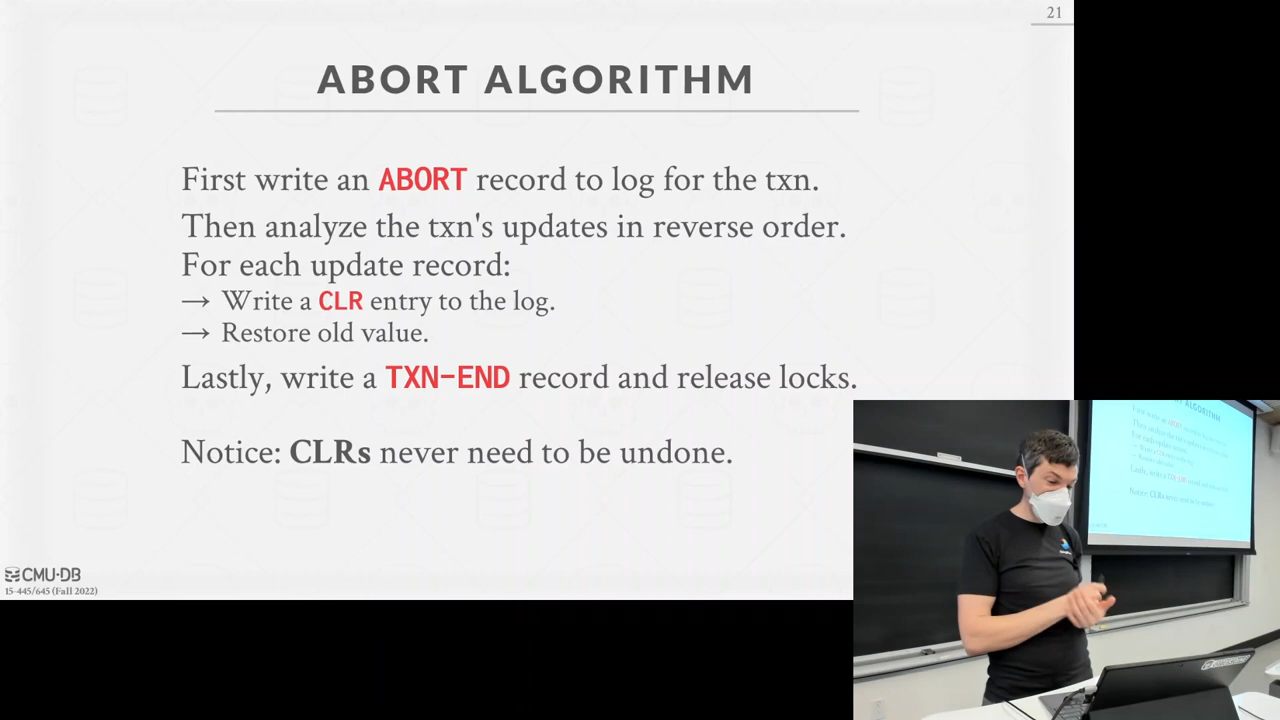 21
ABORT ALGORITHM
First write an ABORT record to log for the txn.
Then analyze the txn's updates in reverse order.
For each update record:
→ Write a CLR entry to the log.
→ Restore old value.
Lastly, write a TXN-END record and release locks.
Notice: CLRs never need to be undone.
CMU·DB
15-445/645 (Fall 2022)